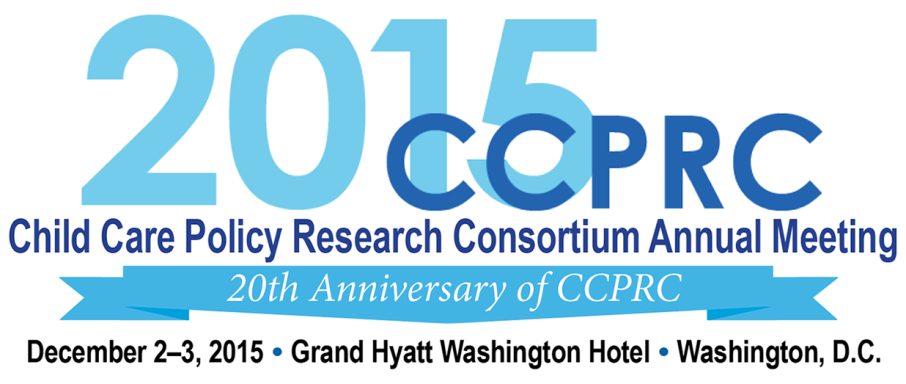 2015
CCPRC
Child Care Policy Research Consortium Annual Meeting
20th Anniversary of CCPRC
December 2–3, 2015 • Grand Hyatt Washington Hotel • Washington, D.C.